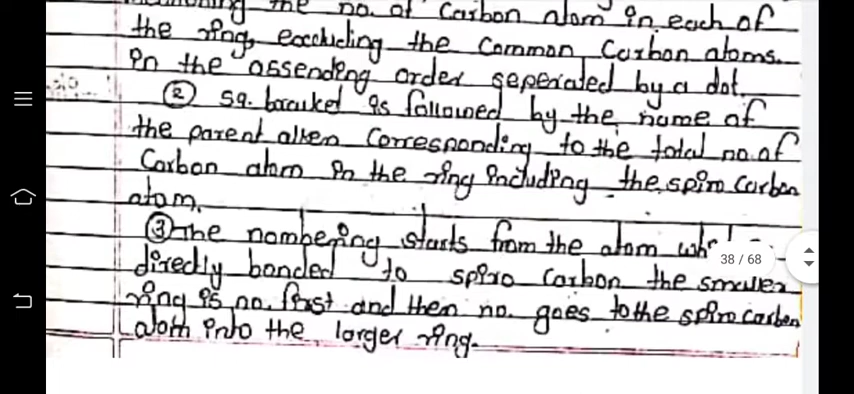 the no. of Carbon atom in each of
the ring, exccluding the Common Carbon atoms.
in the assending order seperated by a dot.
② sq. bracket is followed by the name of
the parent alken Corresponding to the total no. of
Carbon atom in the ring including the spiro Carbon
atom.
③ The nombering starts from the atom
directly bonded to spiro Carbon the smaller
ring is no. first and then no. goes to the spiro carbon
atom into the larger ring.
38 / 68